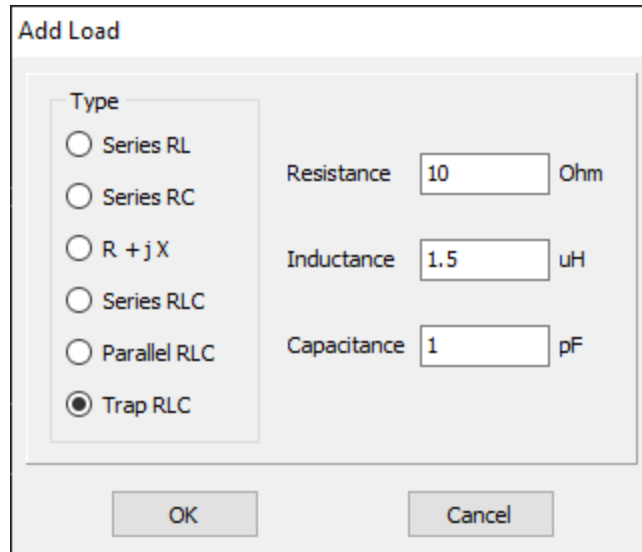 Add Load
Type
Series RL
Series RC
R + j X
Series RLC
Parallel RLC
Trap RLC
Resistance 10 Ohm
Inductance 1.5 uH
Capacitance 1 pF
OK Cancel